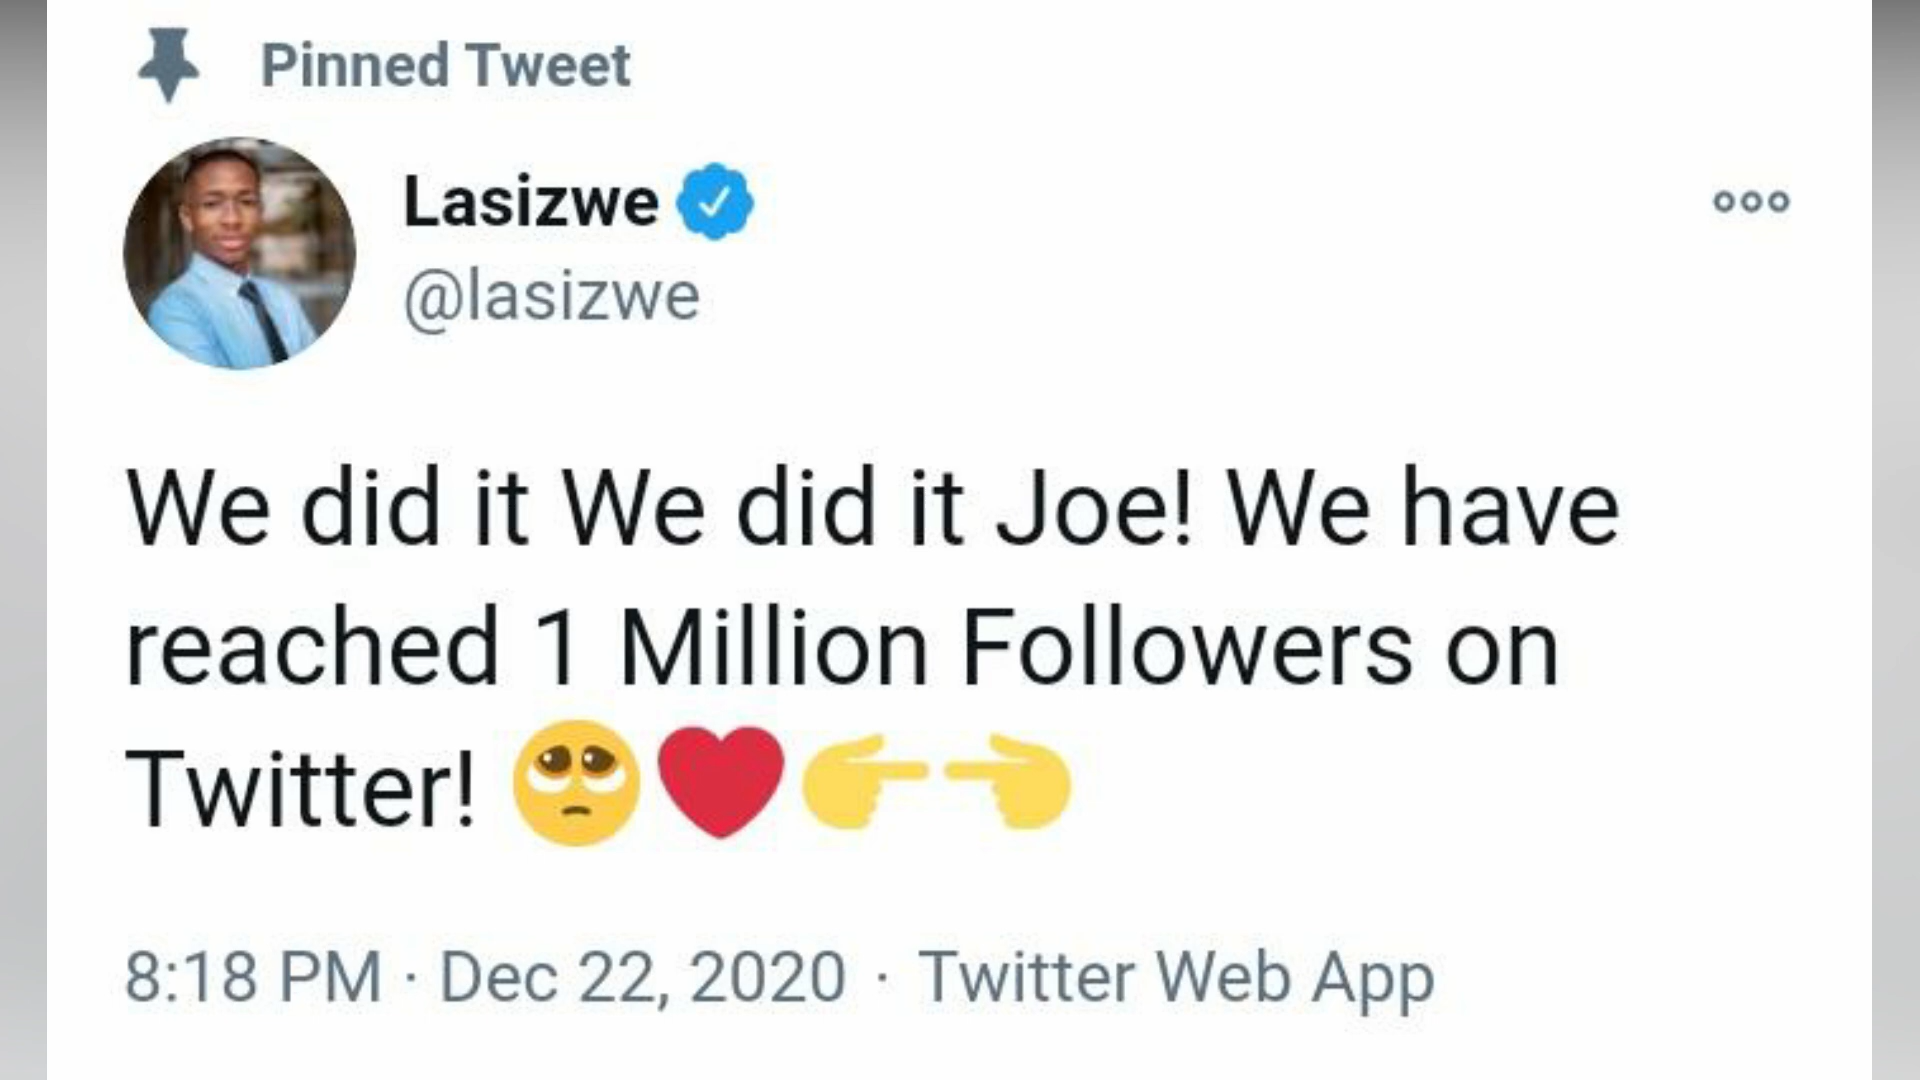 Pinned Tweet
Lasizwe
@lasizwe
We did it We did it Joe! We have
reached 1 Million Followers on
Twitter! 🥺❤️👉👈
8:18 PM · Dec 22, 2020 · Twitter Web App